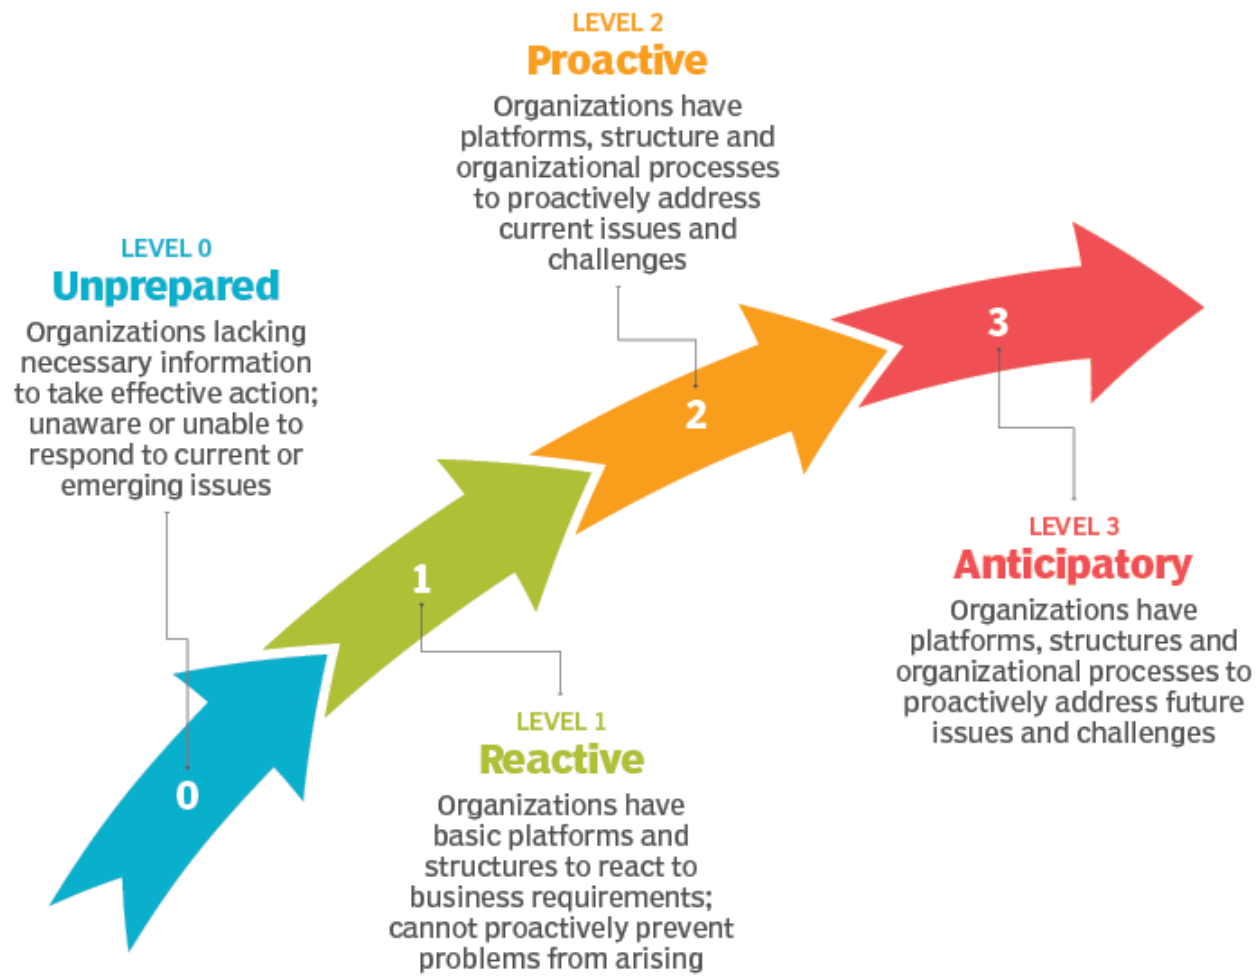 LEVEL 0
Unprepared
Organizations lacking
necessary information
to take effective action;
unaware or unable to
respond to current or
emerging issues
0
LEVEL 1
Reactive
Organizations have
basic platforms and
structures to react to
business requirements;
cannot proactively prevent
problems from arising
1
LEVEL 2
Proactive
Organizations have
platforms, structure and
organizational processes
to proactively address
current issues and
challenges
2
LEVEL 3
Anticipatory
Organizations have
platforms, structures and
organizational processes to
proactively address future
issues and challenges
3